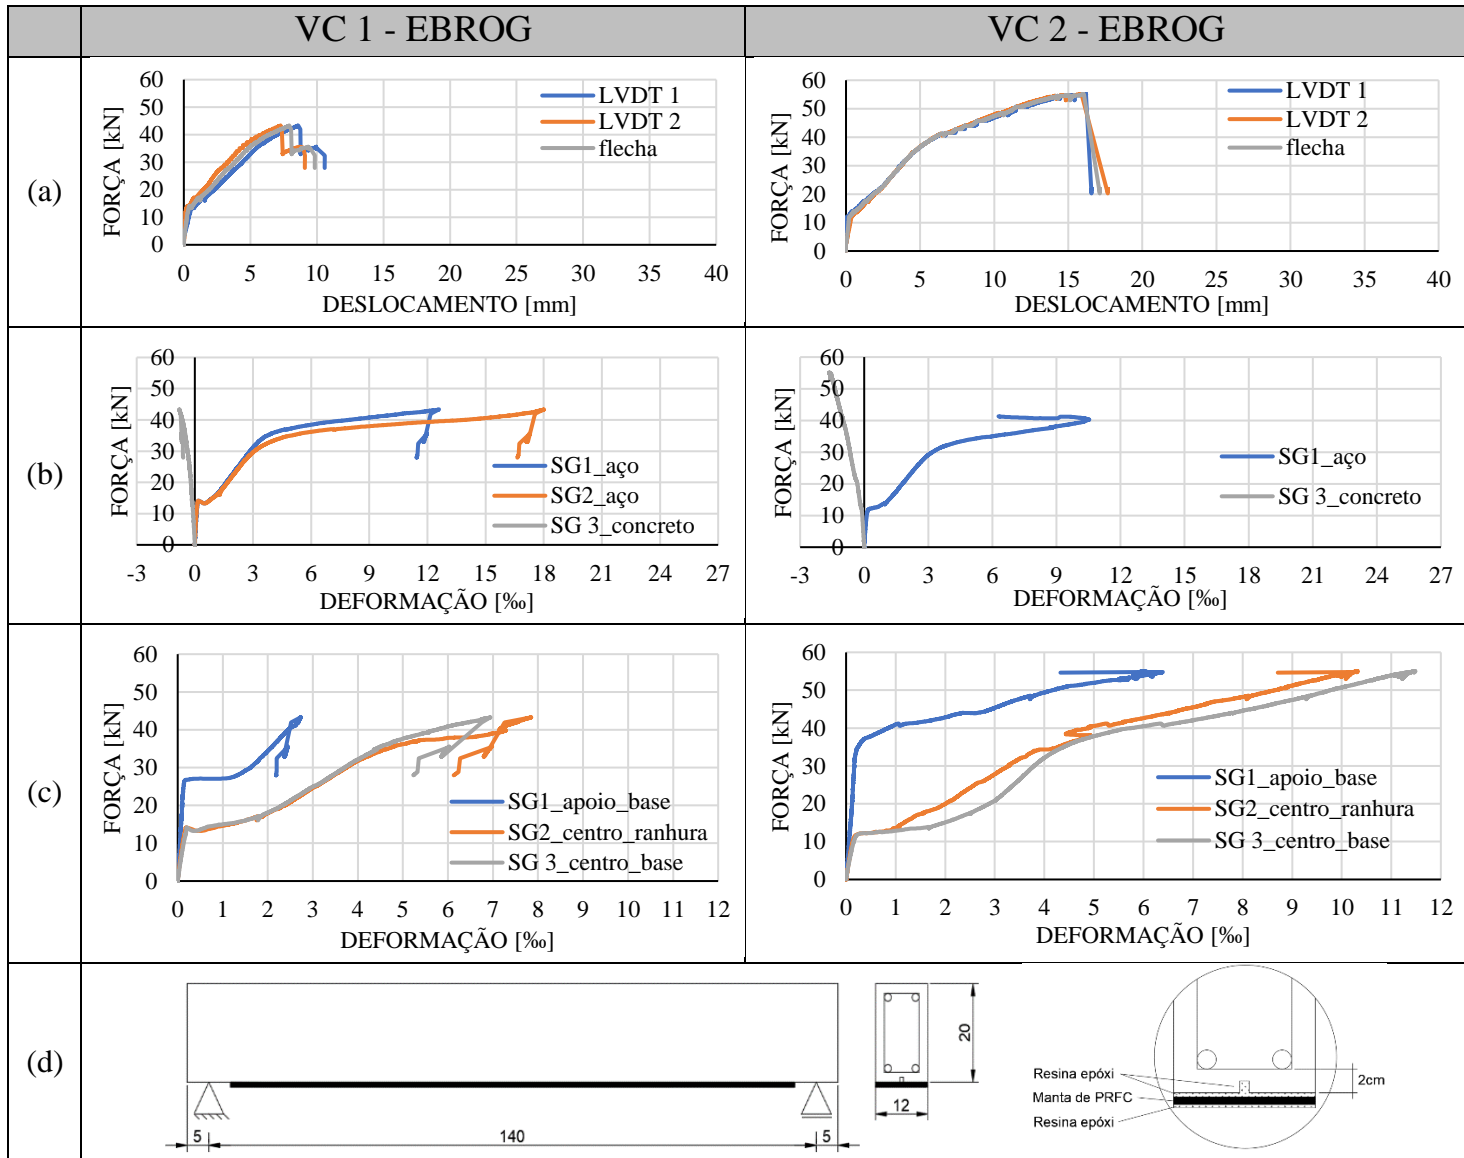 VC 1 - EBROG
VC 2 - EBROG
(a)
FORÇA [kN]
60
50
40
30
20
10
0
LVDT 1
LVDT 2
flecha
0 5 10 15 20 25 30 35 40
DESLOCAMENTO [mm]
FORÇA [kN]
60
50
40
30
20
10
0
LVDT 1
LVDT 2
flecha
0 5 10 15 20 25 30 35 40
DESLOCAMENTO [mm]
(b)
FORÇA [kN]
60
50
40
30
20
10
0
SG1_aço
SG2_aço
SG 3_concreto
-3 0 3 6 9 12 15 18 21 24 27
DEFORMAÇÃO [‰]
FORÇA [kN]
60
50
40
30
20
10
0
SG1_aço
SG 3_concreto
-3 0 3 6 9 12 15 18 21 24 27
DEFORMAÇÃO [‰]
(c)
FORÇA [kN]
60
50
40
30
20
10
0
SG1_apoio_base
SG2_centro_ranhura
SG 3_centro_base
0 1 2 3 4 5 6 7 8 9 10 11 12
DEFORMAÇÃO [‰]
FORÇA [kN]
60
50
40
30
20
10
0
SG1_apoio_base
SG2_centro_ranhura
SG 3_centro_base
0 1 2 3 4 5 6 7 8 9 10 11 12
DEFORMAÇÃO [‰]
(d)
5 140 5
20
12
Resina epóxi
Manta de PRFC
Resina epóxi
2cm